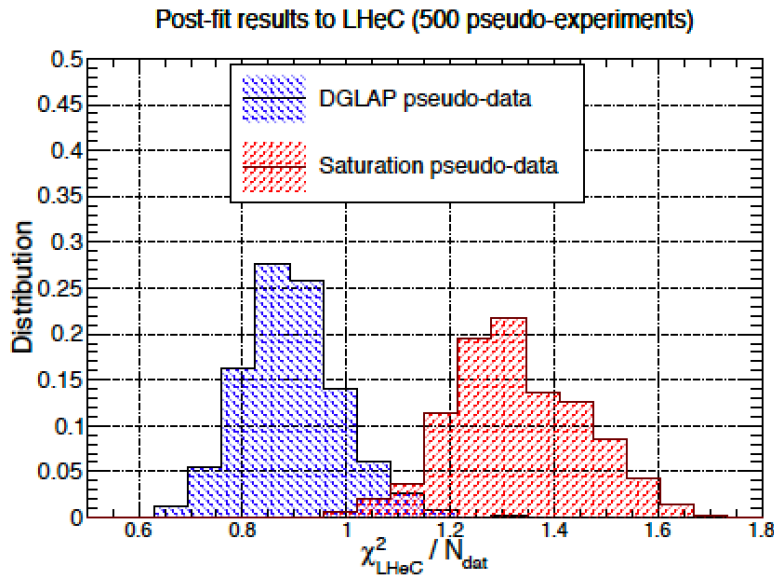 Post-fit results to LHeC (500 pseudo-experiments)
DGLAP pseudo-data
Saturation pseudo-data
Distribution
0.5
0.45
0.4
0.35
0.3
0.25
0.2
0.15
0.1
0.05
0
0.6 0.8 1 1.2 1.4 1.6 1.8
χ²LHeC / Ndat